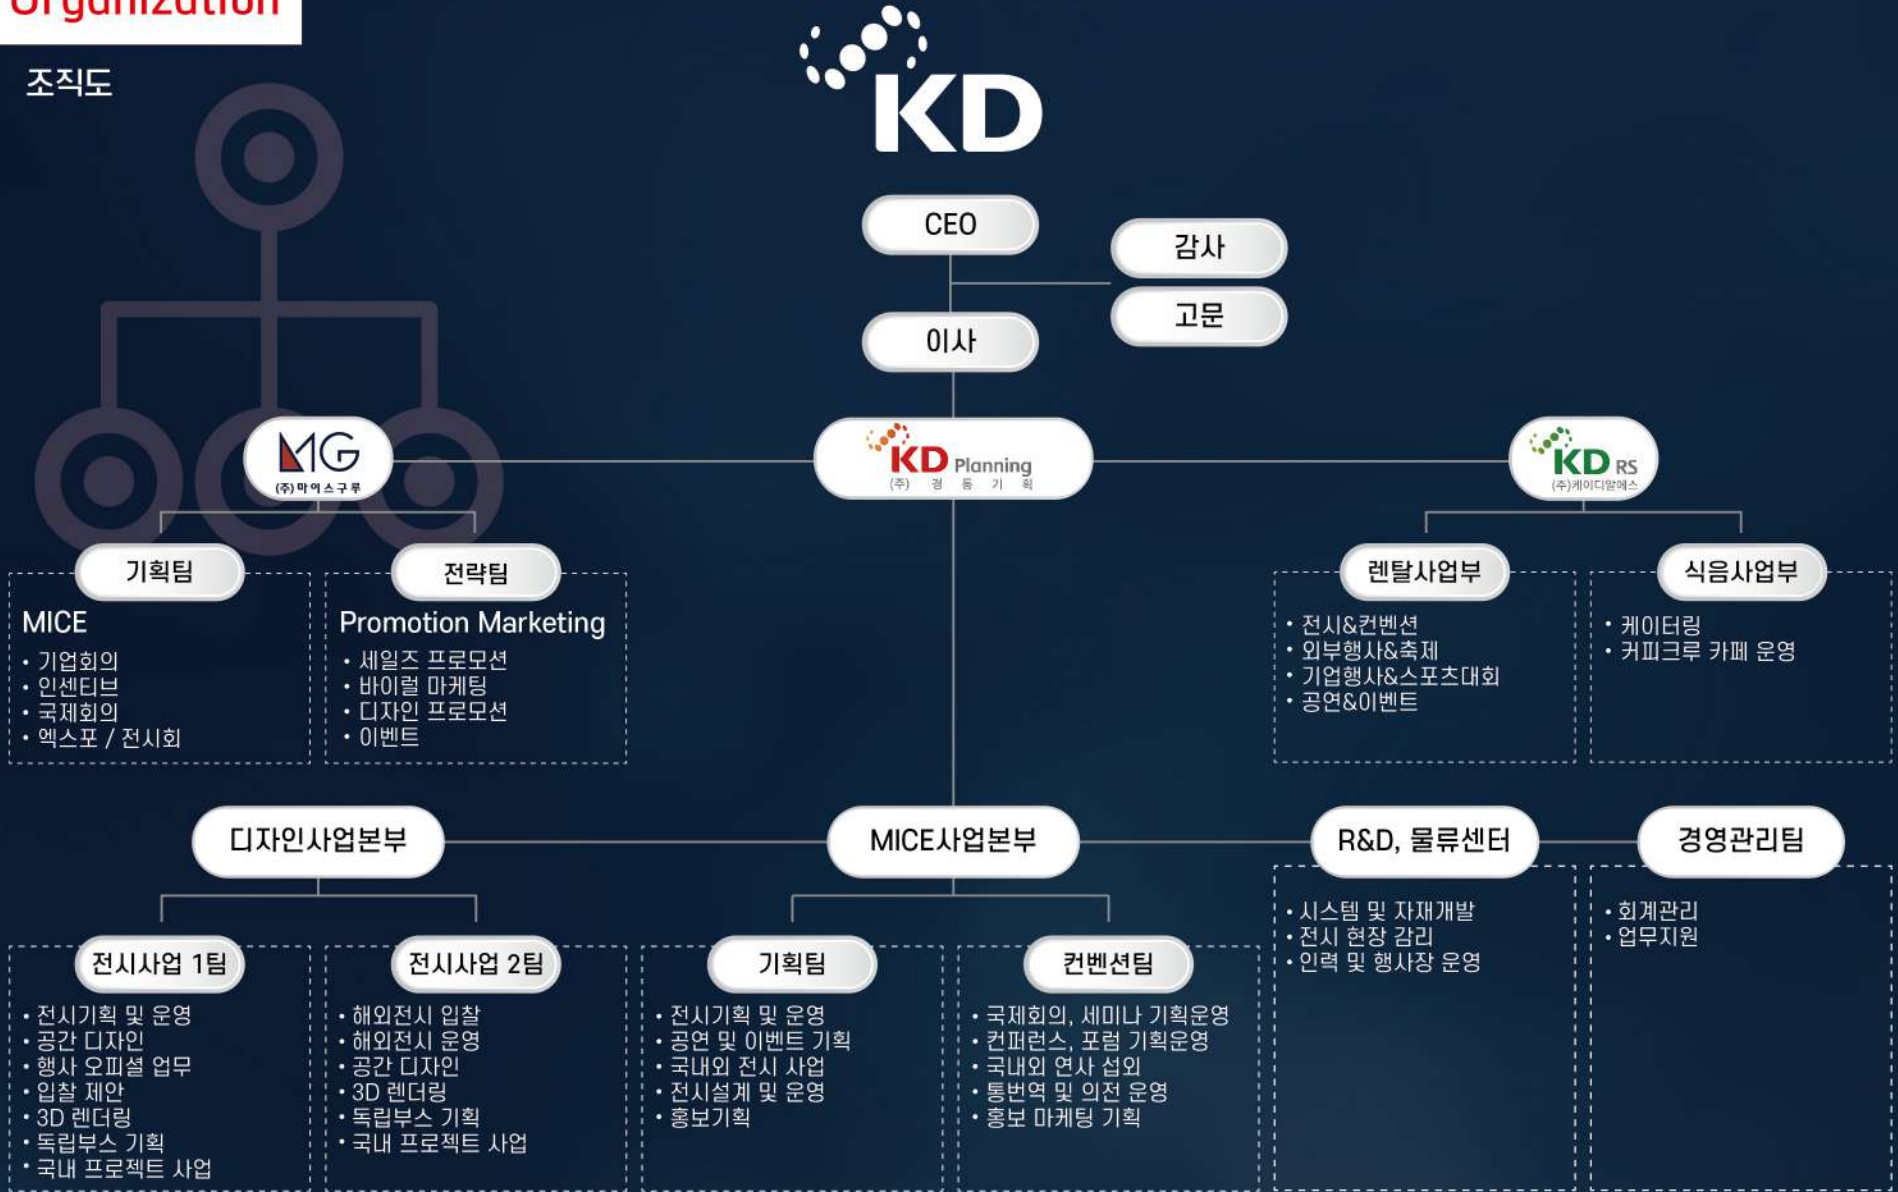 Organization
조직도
KD
CEO
감사
고문
이사
MG
(주)마이스구루
KD Planning
(주) 경동기획
KD RS
(주)케이디알에스
기획팀
MICE
• 기업회의
• 인센티브
• 국제회의
• 엑스포 / 전시회
전략팀
Promotion Marketing
• 세일즈 프로모션
• 바이럴 마케팅
• 디자인 프로모션
• 이벤트
렌탈사업부
• 전시&컨벤션
• 외부행사&축제
• 기업행사&스포츠대회
• 공연&이벤트
식음사업부
• 케이터링
• 커피크루 카페 운영
디자인사업본부
MICE사업본부
R&D, 물류센터
• 시스템 및 자재개발
• 전시 현장 감리
• 인력 및 행사장 운영
경영관리팀
• 회계관리
• 업무지원
전시사업 1팀
• 전시기획 및 운영
• 공간 디자인
• 행사 오피셜 업무
• 입찰 제안
• 3D 렌더링
• 독립부스 기획
• 국내 프로젝트 사업
전시사업 2팀
• 해외전시 입찰
• 해외전시 운영
• 공간 디자인
• 3D 렌더링
• 독립부스 기획
• 국내 프로젝트 사업
기획팀
• 전시기획 및 운영
• 공연 및 이벤트 기획
• 국내외 전시 사업
• 전시설계 및 운영
• 홍보기획
컨벤션팀
• 국제회의, 세미나 기획운영
• 컨퍼런스, 포럼 기획운영
• 국내외 연사 섭외
• 통번역 및 의전 운영
• 홍보 마케팅 기획